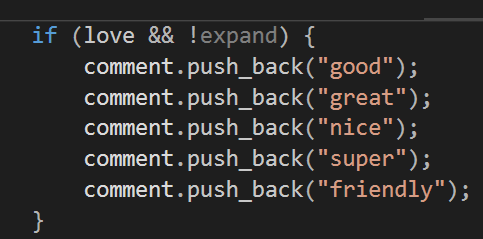 if (love && !expand) {
    comment.push_back("good");
    comment.push_back("great");
    comment.push_back("nice");
    comment.push_back("super");
    comment.push_back("friendly");
}